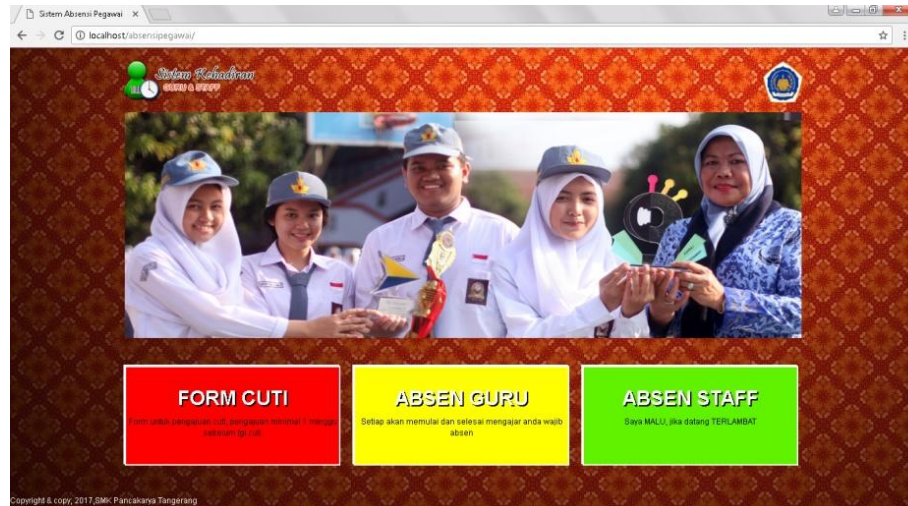 Sistem Absensi Pegawai
localhost/absensipegawai/
Sistem Kehadiran
GURU & STAFF
FORM CUTI
Form untuk pengajuan cuti, pengajuan minimal 1 minggu
sebelum tgl cuti
ABSEN GURU
Setiap akan memulai dan selesai mengajar anda wajib
absen
ABSEN STAFF
Saya MALU, jika datang TERLAMBAT
Copyright & copy; 2017,SMK Pancakarya Tangerang